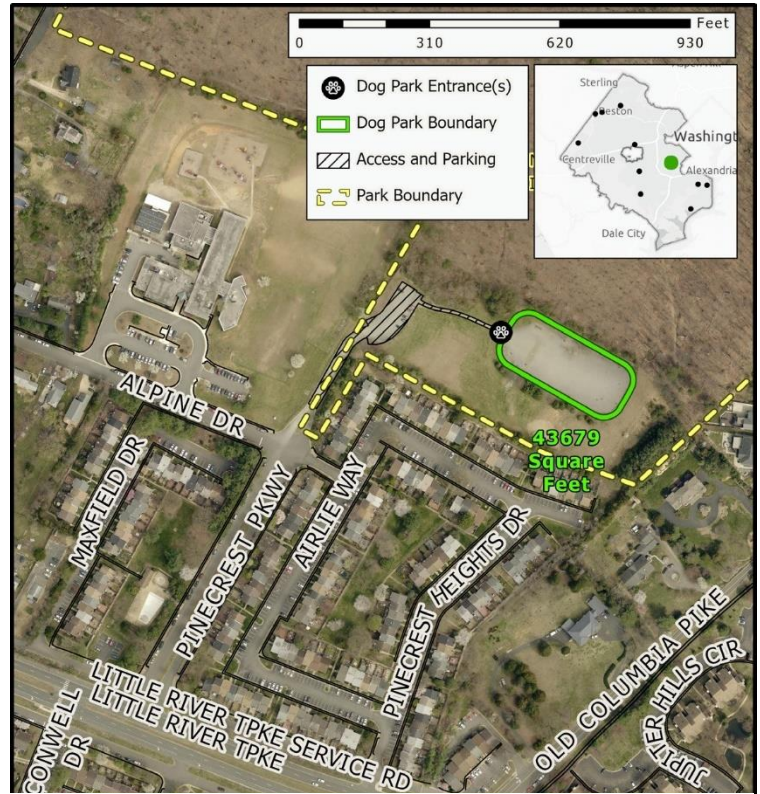 Feet
0 310 620 930
Dog Park Entrance(s)
Dog Park Boundary
Access and Parking
Park Boundary
Sterling
Reston
Washingt
Centreville
Alexandria
Dale City
43679
Square
Feet
ALPINE DR
MAXFIELD DR
PINECREST PKWY
AIRLIE WAY
PINECREST HEIGHTS DR
OLD COLUMBIA PIKE
JUPITER HILLS CIR
LITTLE RIVER TPKE SERVICE RD
LITTLE RIVER TPKE
CONWELL
DR